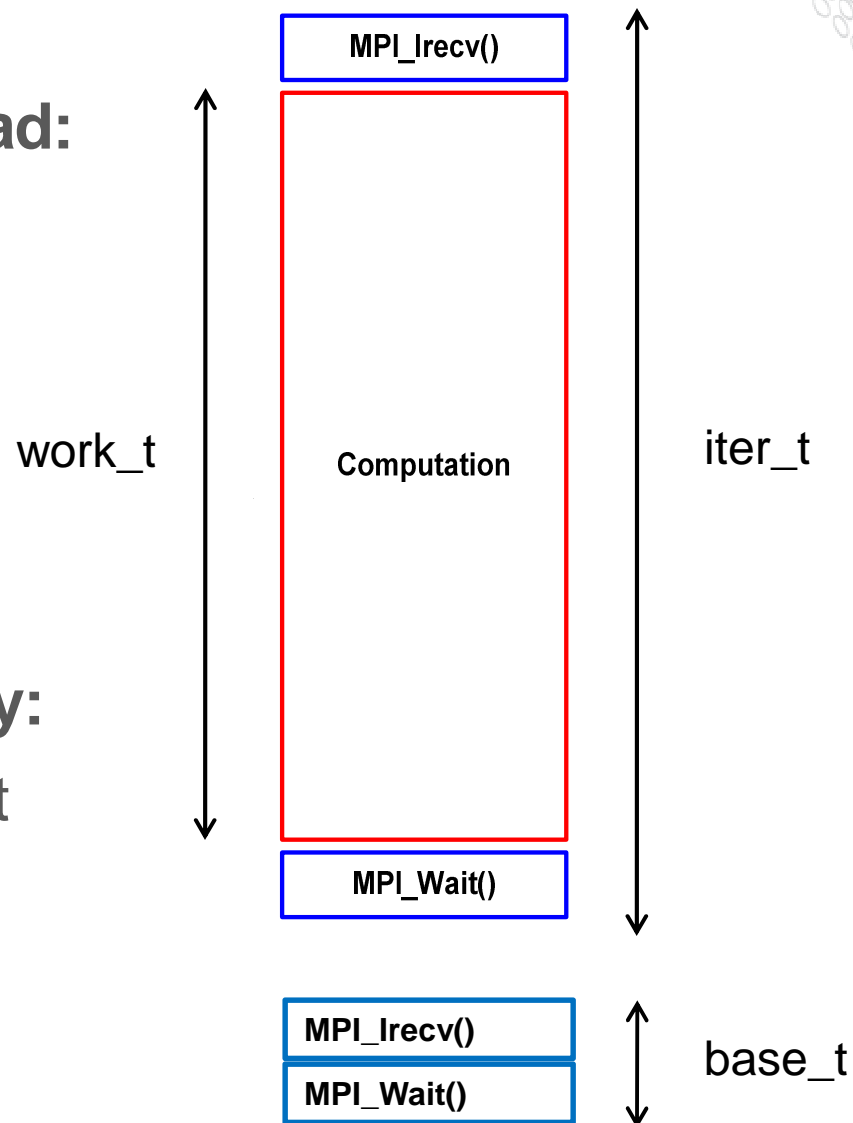 MPI_Irecv()
ad:
work_t
Computation
iter_t
y:
t
MPI_Wait()
MPI_Irecv()
base_t
MPI_Wait()